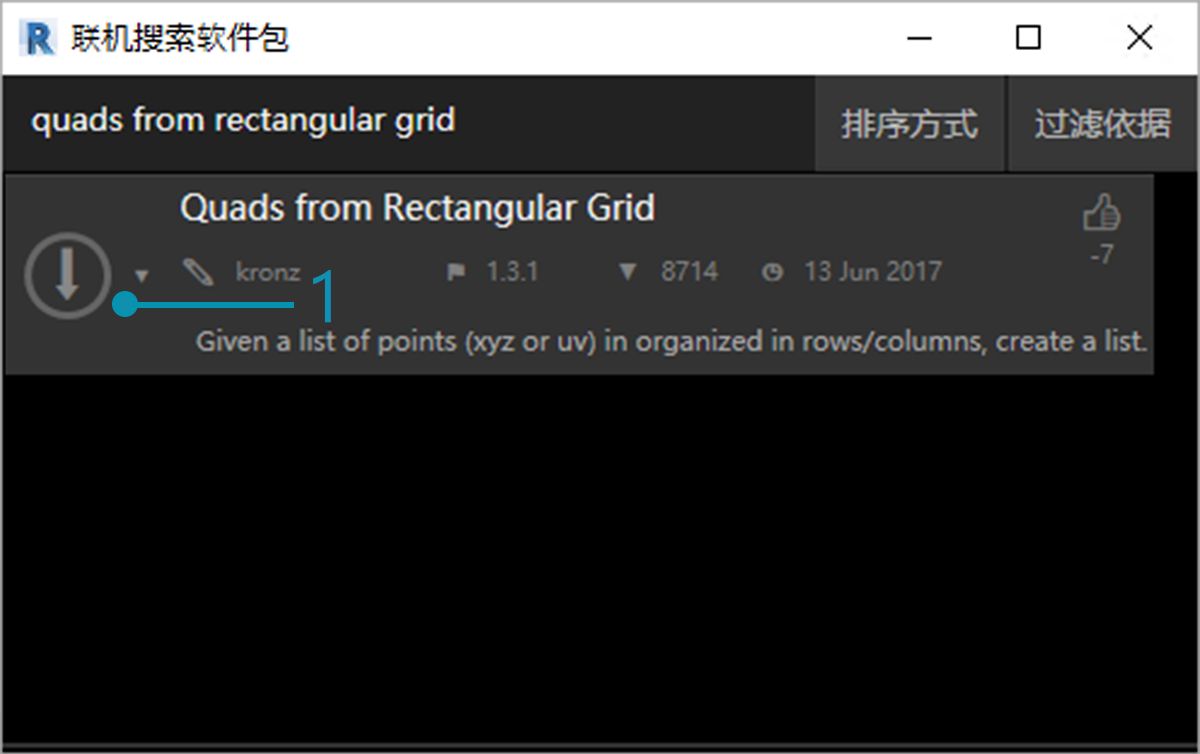 R 联机搜索软件包
quads from rectangular grid 排序方式 过滤依据
Quads from Rectangular Grid
kronz 1.3.1 8714 13 Jun 2017 -7
1
Given a list of points (xyz or uv) in organized in rows/columns, create a list.